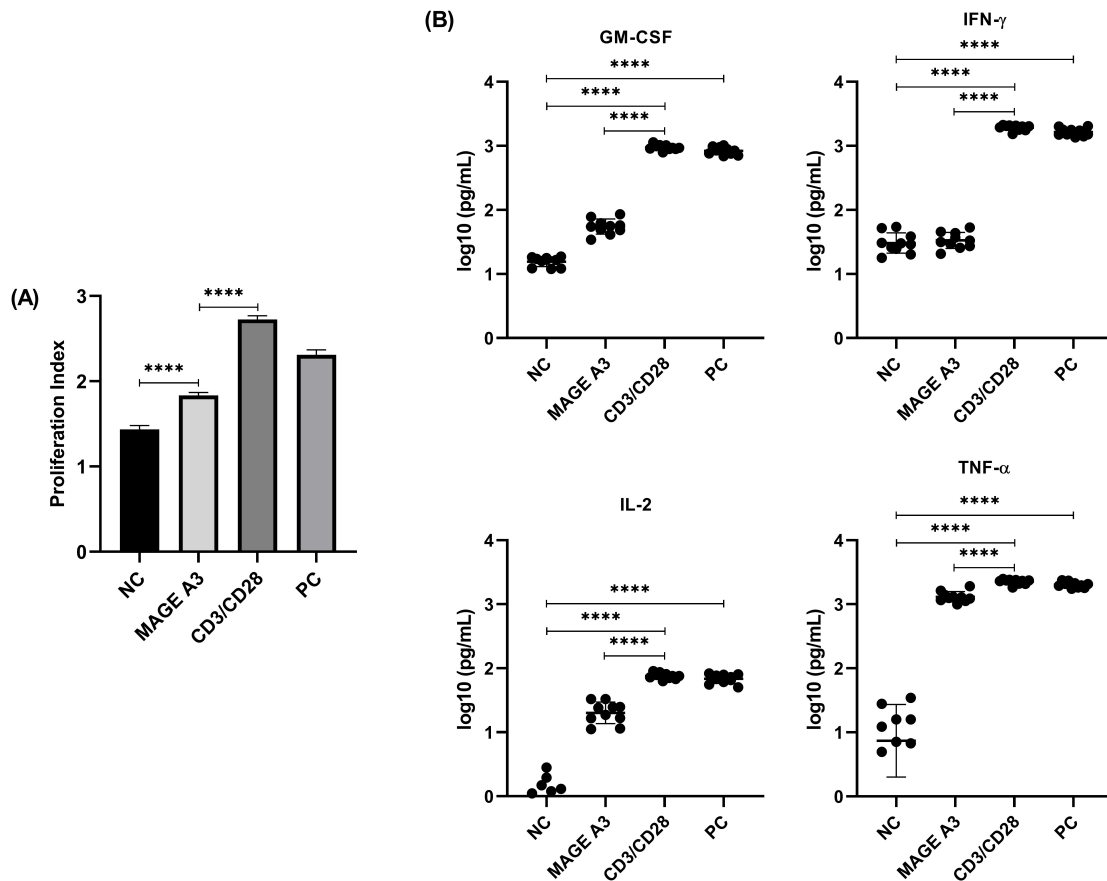 (A)
Proliferation Index
3
2
1
0
****
****
NC
MAGE A3
CD3/CD28
PC
(B)
GM-CSF
log10 (pg/mL)
4
3
2
1
0
****
****
****
NC
MAGE A3
CD3/CD28
PC
IFN-γ
log10 (pg/mL)
4
3
2
1
0
****
****
****
NC
MAGE A3
CD3/CD28
PC
IL-2
log10 (pg/mL)
4
3
2
1
0
****
****
****
NC
MAGE A3
CD3/CD28
PC
TNF-α
log10 (pg/mL)
4
3
2
1
0
****
****
****
NC
MAGE A3
CD3/CD28
PC